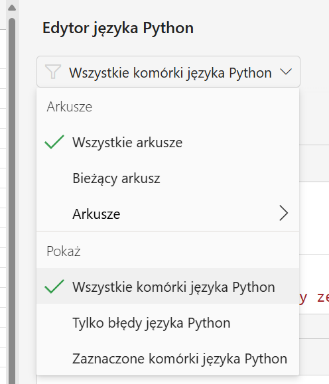 Edytor języka Python
Wszystkie komórki języka Python
Arkusze
Wszystkie arkusze
Bieżący arkusz
Arkusze
Pokaż
Wszystkie komórki języka Python
y ze
Tylko błędy języka Python
Zaznaczone komórki języka Python